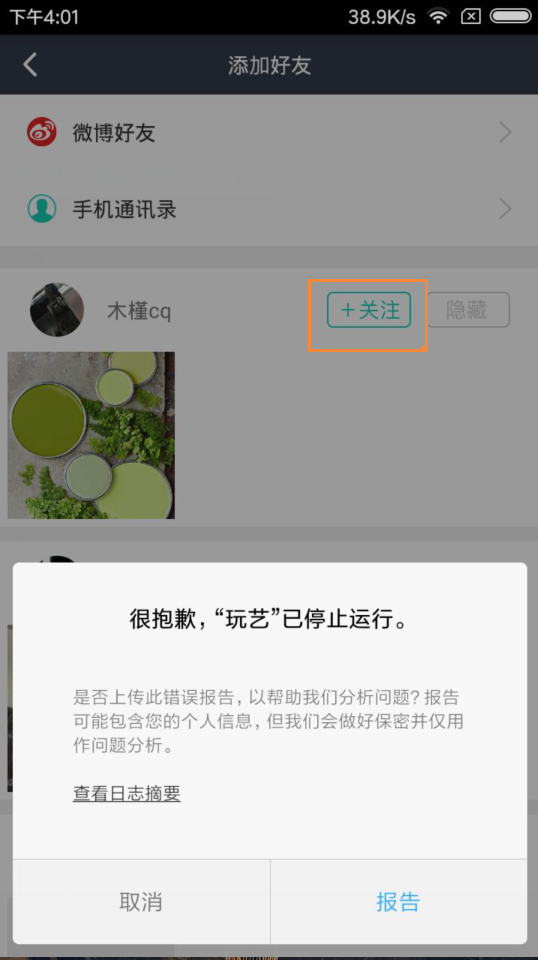 下午4:01
38.9K/s
添加好友
微博好友
手机通讯录
木槿cq
+关注
隐藏
很抱歉，“玩艺”已停止运行。
是否上传此错误报告，以帮助我们分析问题？报告
可能包含您的个人信息，但我们会做好保密并仅用
作问题分析。
查看日志摘要
取消
报告